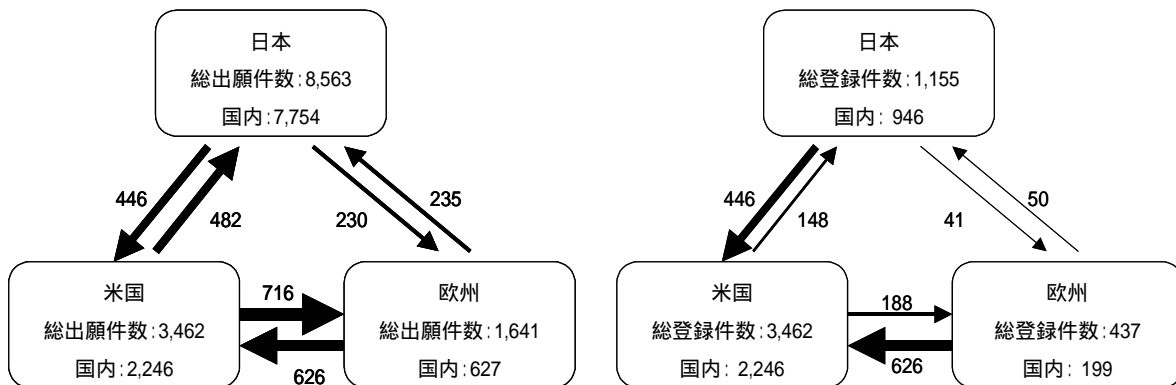 日本
総出願件数:8,563
国内:7,754
446
482
230
235
米国
総出願件数:3,462
国内:2,246
716
626
欧州
総出願件数:1,641
国内:627
日本
総登録件数:1,155
国内: 946
446
148
41
50
米国
総登録件数:3,462
国内: 2,246
188
626
欧州
総登録件数:437
国内: 199